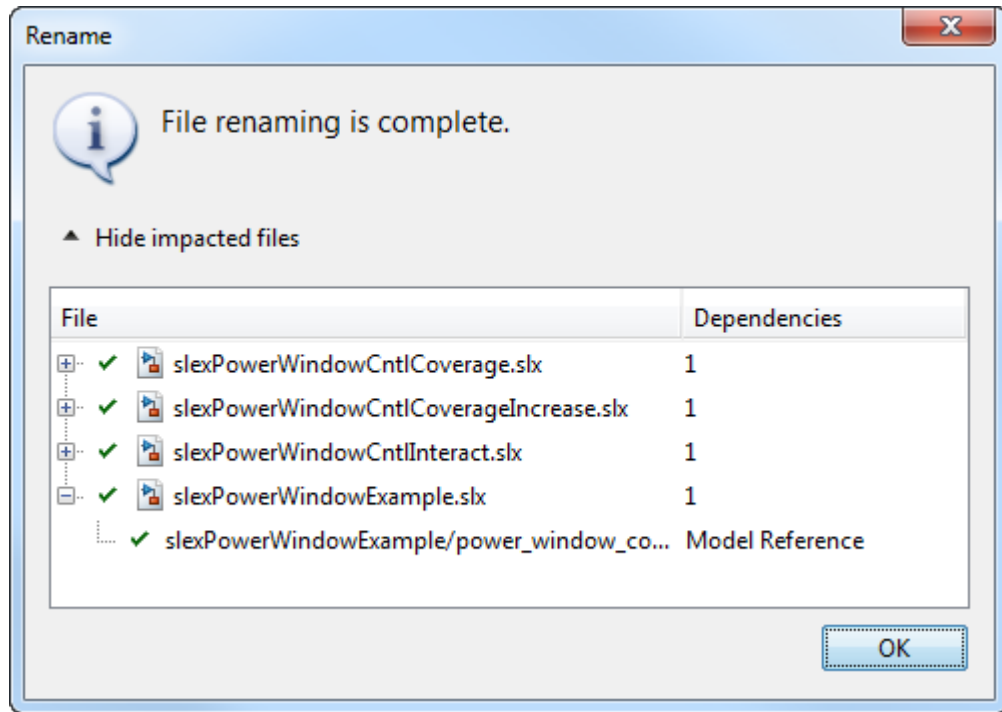 Rename
File renaming is complete.
Hide impacted files
File Dependencies
slexPowerWindowCntlCoverage.slx 1
slexPowerWindowCntlCoverageIncrease.slx 1
slexPowerWindowCntlInteract.slx 1
slexPowerWindowExample.slx 1
slexPowerWindowExample/power_window_co... Model Reference
OK